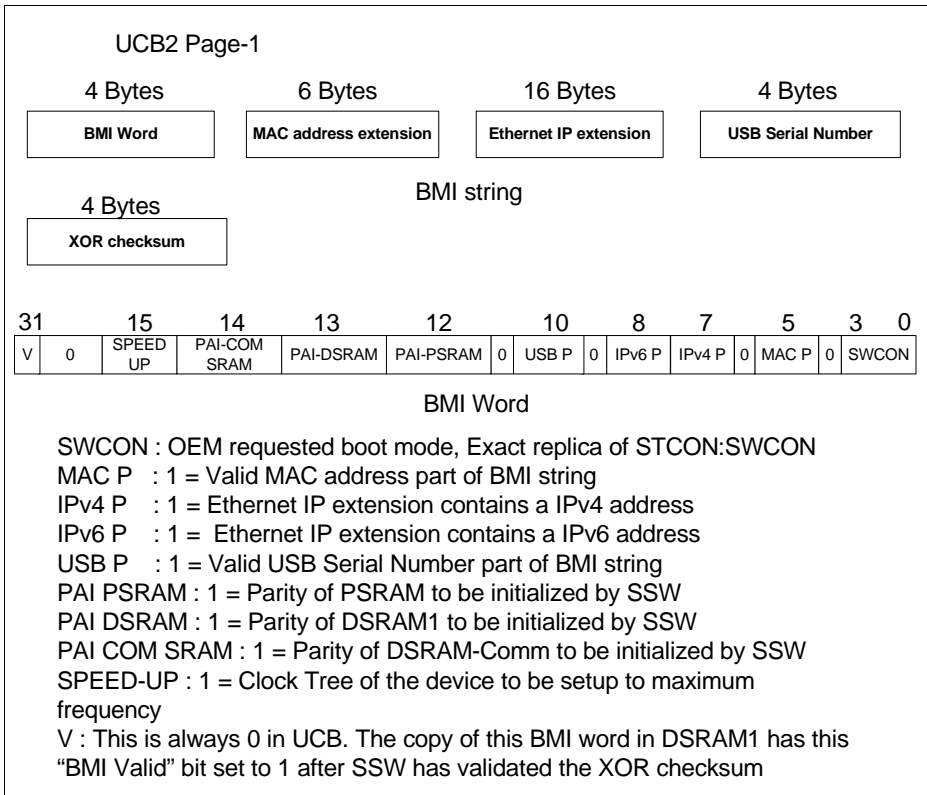 UCB2 Page-1
4 Bytes 6 Bytes 16 Bytes 4 Bytes
BMI Word MAC address extension Ethernet IP extension USB Serial Number
BMI string
4 Bytes
XOR checksum
31 15 14 13 12 10 8 7 5 3 0
V 0 SPEED UP PAI-COM SRAM PAI-DSRAM PAI-PSRAM 0 USB P 0 IPv6 P IPv4 P 0 MAC P 0 SWCON
BMI Word
SWCON : OEM requested boot mode, Exact replica of STCON:SWCON
MAC P : 1 = Valid MAC address part of BMI string
IPv4 P : 1 = Ethernet IP extension contains a IPv4 address
IPv6 P : 1 = Ethernet IP extension contains a IPv6 address
USB P : 1 = Valid USB Serial Number part of BMI string
PAI PSRAM : 1 = Parity of PSRAM to be initialized by SSW
PAI DSRAM : 1 = Parity of DSRAM1 to be initialized by SSW
PAI COM SRAM : 1 = Parity of DSRAM-Comm to be initialized by SSW
SPEED-UP : 1 = Clock Tree of the device to be setup to maximum
frequency
V : This is always 0 in UCB. The copy of this BMI word in DSRAM1 has this
“BMI Valid” bit set to 1 after SSW has validated the XOR checksum